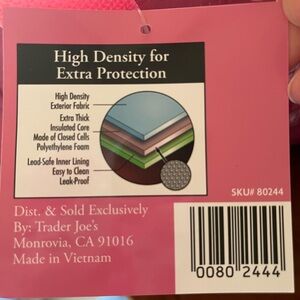 High Density for
Extra Protection
High Density
Exterior Fabric
Extra Thick
Insulated Core
Made of Closed Cells
Polyethylene Foam
Lead-Safe Inner Lining
Easy to Clean
Leak-Proof
SKU# 80244
Dist. & Sold Exclusively
By: Trader Joe's
Monrovia, CA 91016
Made in Vietnam
0080 2444